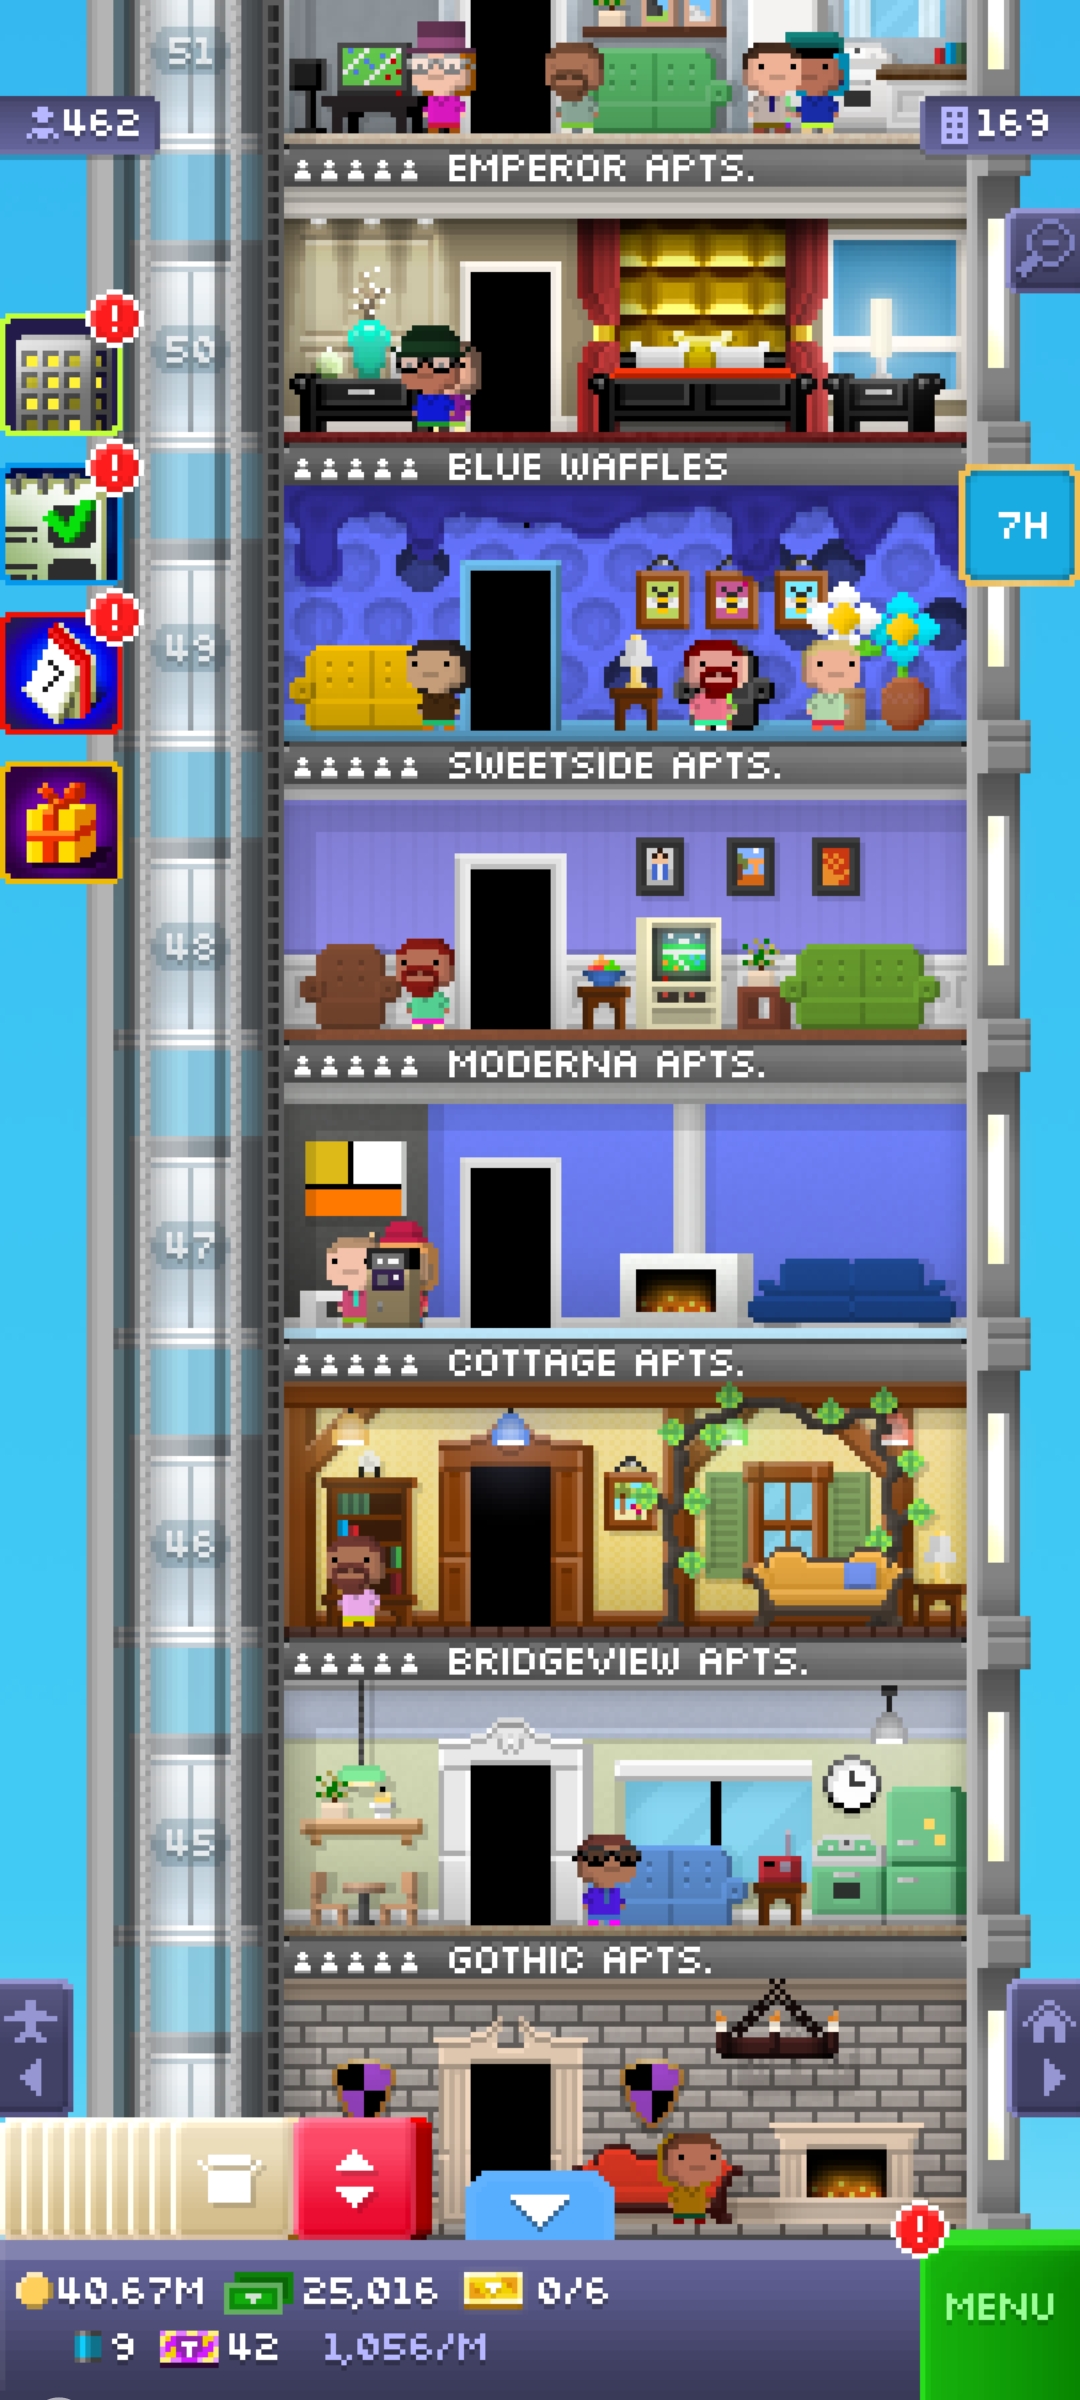 51
462
169
EMPEROR APTS.
50
BLUE WAFFLES
7H
49
SWEETSIDE APTS.
48
MODERNA APTS.
47
COTTAGE APTS.
46
BRIDGEVIEW APTS.
45
GOTHIC APTS.
40.67M 25,016 0/6
MENU
9 42 1,056/M